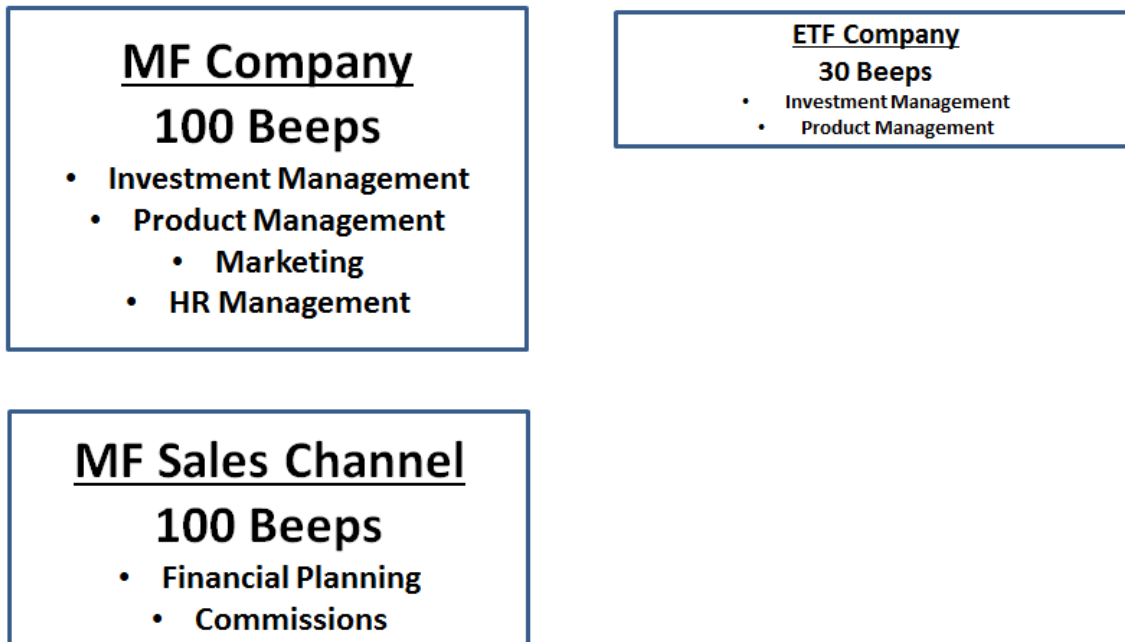 MF Company
100 Beeps
• Investment Management
• Product Management
• Marketing
• HR Management
ETF Company
30 Beeps
• Investment Management
• Product Management
MF Sales Channel
100 Beeps
• Financial Planning
• Commissions